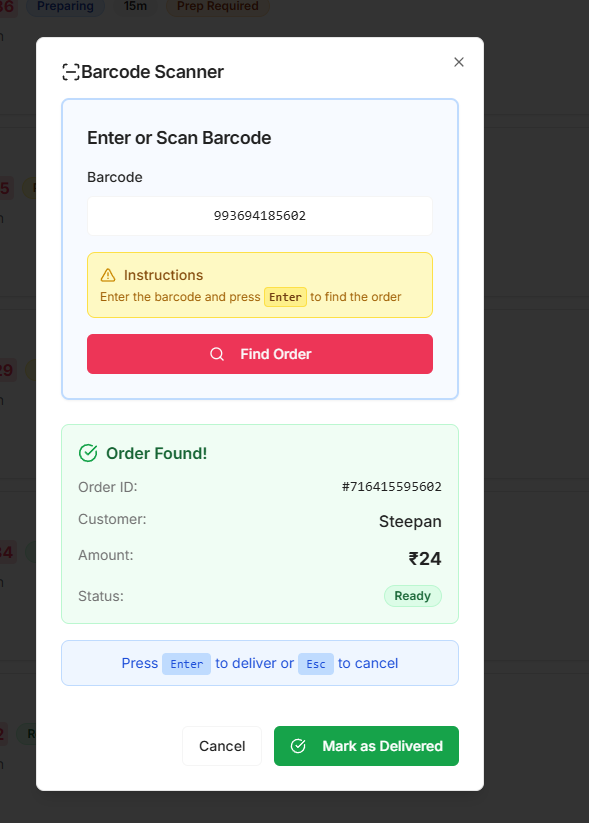 Preparing 15m Prep Required
Barcode Scanner
Enter or Scan Barcode
Barcode
993694185602
Instructions
Enter the barcode and press Enter to find the order
Find Order
Order Found!
Order ID: #716415595602
Customer: Steepan
Amount: ₹24
Status: Ready
Press Enter to deliver or Esc to cancel
Cancel Mark as Delivered